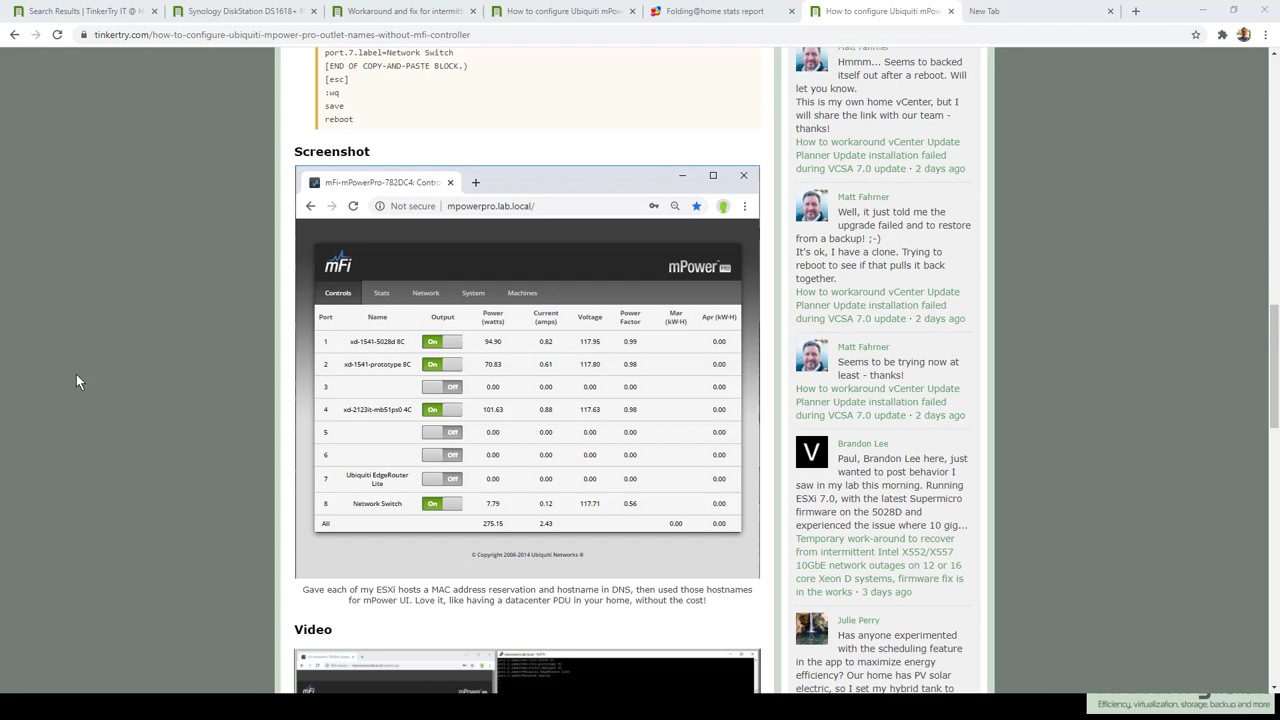 Search Results | TinkerTry IT @ H
Synology DiskStation DS1618+ N
Workaround and fix for intermitt
How to configure Ubiquiti mPow
Folding@home stats report
How to configure Ubiquiti mPow
New Tab
tinkertry.com/how-to-configure-ubiquiti-mpower-pro-outlet-names-without-mfi-controller
port.7.label=Network Switch
[END OF COPY-AND-PASTE BLOCK.)
[esc]
:wq
save
reboot
Screenshot
mFi-mPowerPro-782DC4: Contro
Not secure
mpowerpro.lab.local/
mFi
mPower PRO
Controls Stats Network System Machines
Port Name Output Power (watts) Current (amps) Voltage Power Factor Mar (kW·H) Apr (kW·H)
1 xd-1541-5028d 8C On 94.90 0.82 117.95 0.99 0.00
2 xd-1541-prototype 8C On 70.83 0.61 117.80 0.98 0.00
3 Off 0.00 0.00 0.00 0.00 0.00
4 xd-2123it-mb51ps0 4C On 101.63 0.88 117.63 0.98 0.00
5 Off 0.00 0.00 0.00 0.00 0.00
6 Off 0.00 0.00 0.00 0.00 0.00
7 Ubiquiti EdgeRouter Lite Off 0.00 0.00 0.00 0.00 0.00
8 Network Switch On 7.79 0.12 117.71 0.56 0.00
All 275.15 2.43 0.00 0.00
© Copyright 2006-2014 Ubiquiti Networks ®
Gave each of my ESXi hosts a MAC address reservation and hostname in DNS, then used those hostnames
for mPower UI. Love it, like having a datacenter PDU in your home, without the cost!
Video
Matt Fahrner
Hmmm... Seems to backed
itself out after a reboot. Will
let you know.
This is my own home vCenter, but I
will share the link with our team -
thanks!
How to workaround vCenter Update
Planner Update installation failed
during VCSA 7.0 update · 2 days ago
Matt Fahrner
Well, it just told me the
upgrade failed and to restore
from a backup! ;-)
It's ok, I have a clone. Trying to
reboot to see if that pulls it back
together.
How to workaround vCenter Update
Planner Update installation failed
during VCSA 7.0 update · 2 days ago
Matt Fahrner
Seems to be trying now at
least - thanks!
How to workaround vCenter Update
Planner Update installation failed
during VCSA 7.0 update · 2 days ago
V
Brandon Lee
Paul, Brandon Lee here, just
wanted to post behavior I
saw in my lab this morning. Running
ESXi 7.0, with the latest Supermicro
firmware on the 5028D and
experienced the issue where 10 gig...
Temporary work-around to recover
from intermittent Intel X552/X557
10GbE network outages on 12 or 16
core Xeon D systems, firmware fix is
in the works · 3 days ago
Julie Perry
Has anyone experimented
with the scheduling feature
in the app to maximize energy
efficiency? Our home has PV solar
electric, so I set my hybrid task to
Efficiency, virtualization, storage, backup and more